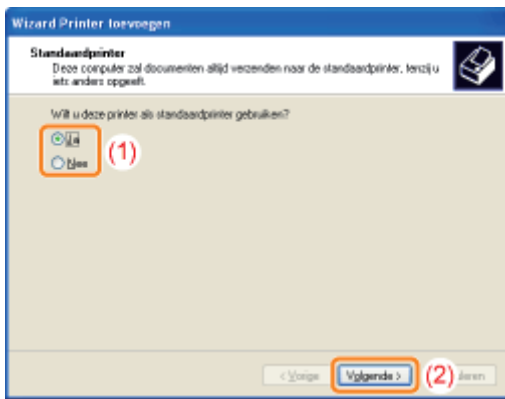 Wizard Printer toevoegen
Standaardprinter
Deze computer zal documenten altijd verzenden naar de standaardprinter, tenzij u
iets anders opgeeft.
Wilt u deze printer als standaardprinter gebruiken?
Ja
(1)
Nee
< Vorige
Volgende >
(2)